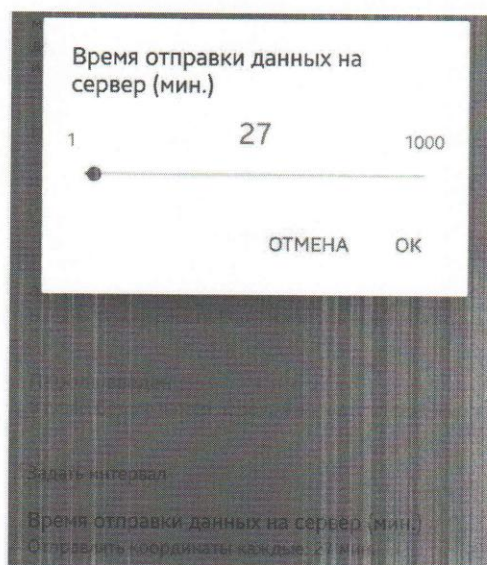 Время отправки данных на
сервер (мин.)
27
1
1000
ОТМЕНА
OK
Задать интервал
Время отправки данных на сервер (мин.)
Отправлять координаты каждые: 27 мин